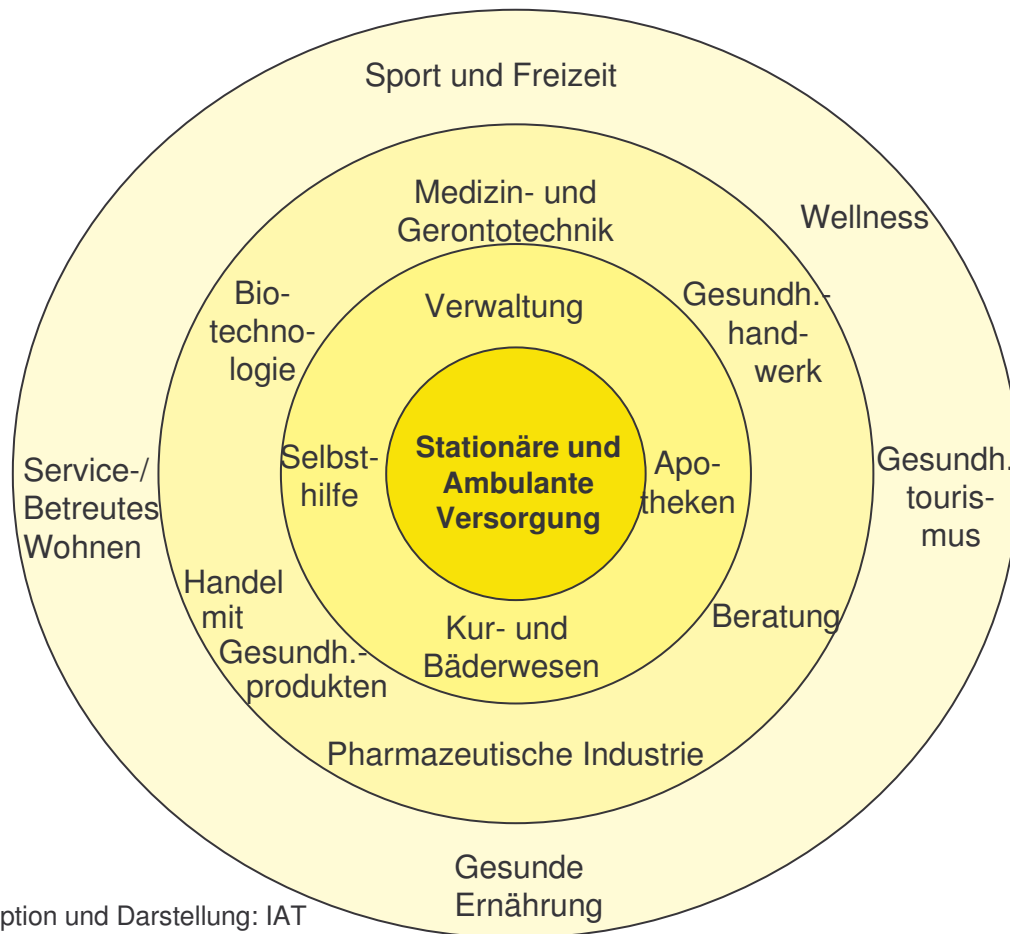 Sport und Freizeit
Medizin- und
Gerontotechnik
Wellness
Bio-
techno-
logie
Verwaltung
Gesundh.-
hand-
werk
Selbst-
hilfe
Stationäre und
Ambulante
Versorgung
Apo-
theken
Service-/
Betreutes
Wohnen
Gesundh.
touris-
mus
Handel
mit
Gesundh.-
produkten
Kur- und
Bäderwesen
Beratung
Pharmazeutische Industrie
Gesunde
Ernährung
ption und Darstellung: IAT